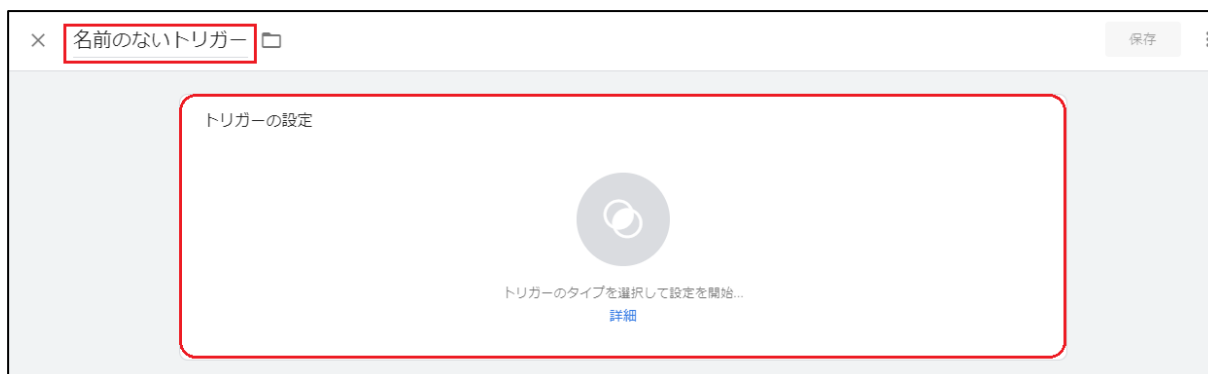 名前のないトリガー
保存
トリガーの設定
トリガーのタイプを選択して設定を開始...
詳細